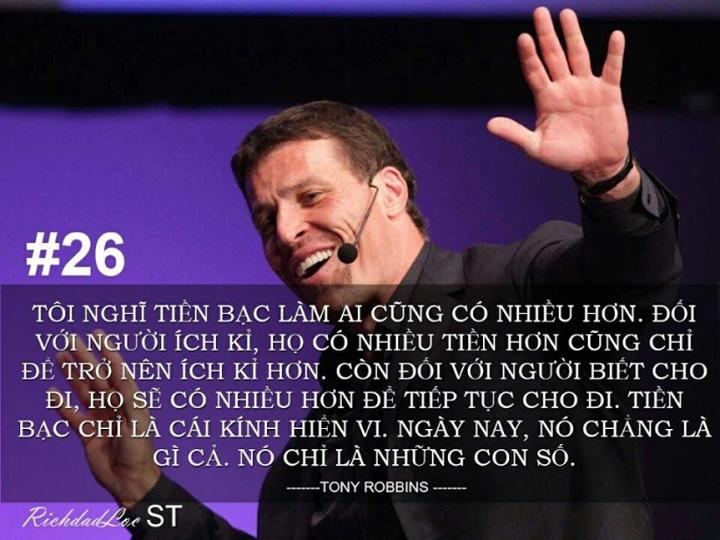 #26
TÔI NGHĨ TIỀN BẠC LÀM AI CŨNG CÓ NHIỀU HƠN. ĐỐI
VỚI NGƯỜI ÍCH KỈ, HỌ CÓ NHIỀU TIỀN HƠN CŨNG CHỈ
ĐỂ TRỞ NÊN ÍCH KỈ HƠN. CÒN ĐỐI VỚI NGƯỜI BIẾT CHO
ĐI, HỌ SẼ CÓ NHIỀU HƠN ĐỂ TIẾP TỤC CHO ĐI. TIỀN
BẠC CHỈ LÀ CÁI KÍNH HIỂN VI. NGÀY NAY, NÓ CHẲNG LÀ
GÌ CẢ. NÓ CHỈ LÀ NHỮNG CON SỐ.
-------TONY ROBBINS -------
RichdadLoc ST